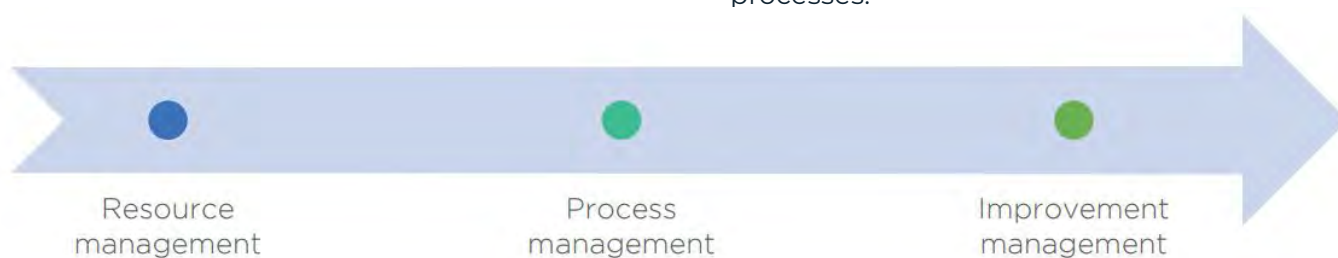 processes.
Resource
management
Process
management
Improvement
management